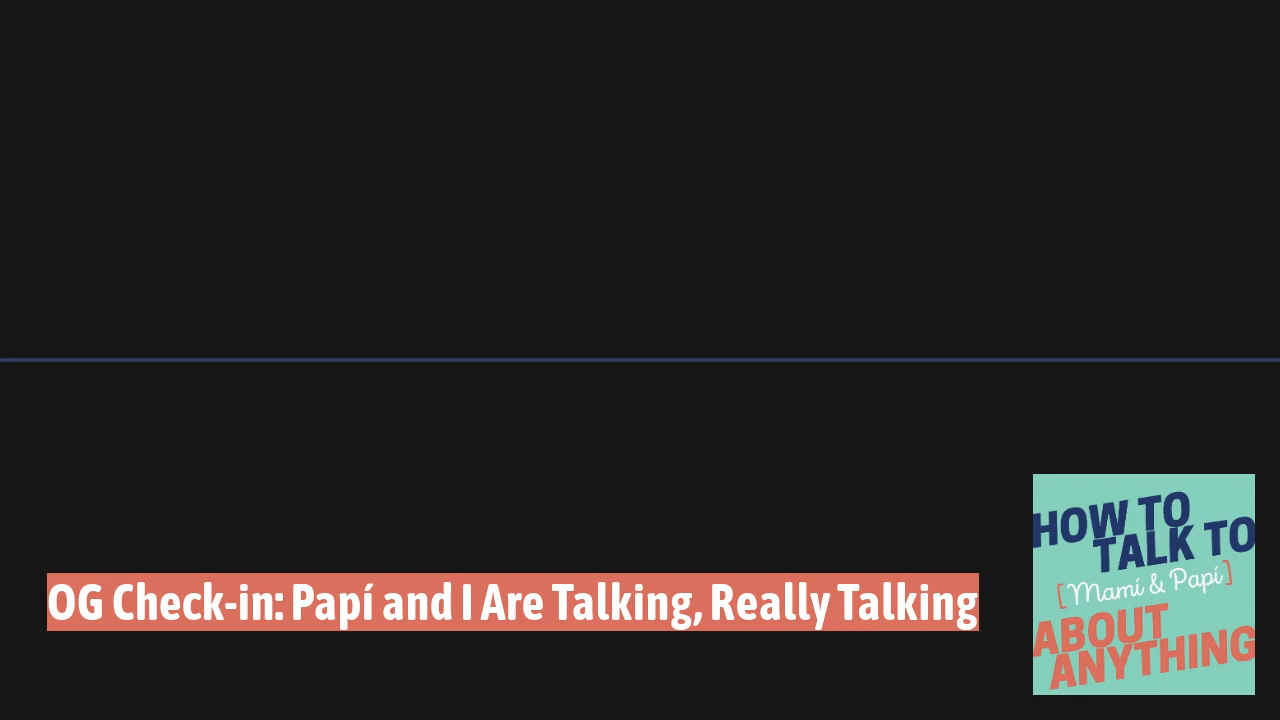 OG Check-in: Papí and I Are Talking, Really Talking
HOW TO
TALK TO
[Mamí & Papí]
ABOUT
ANYTHING